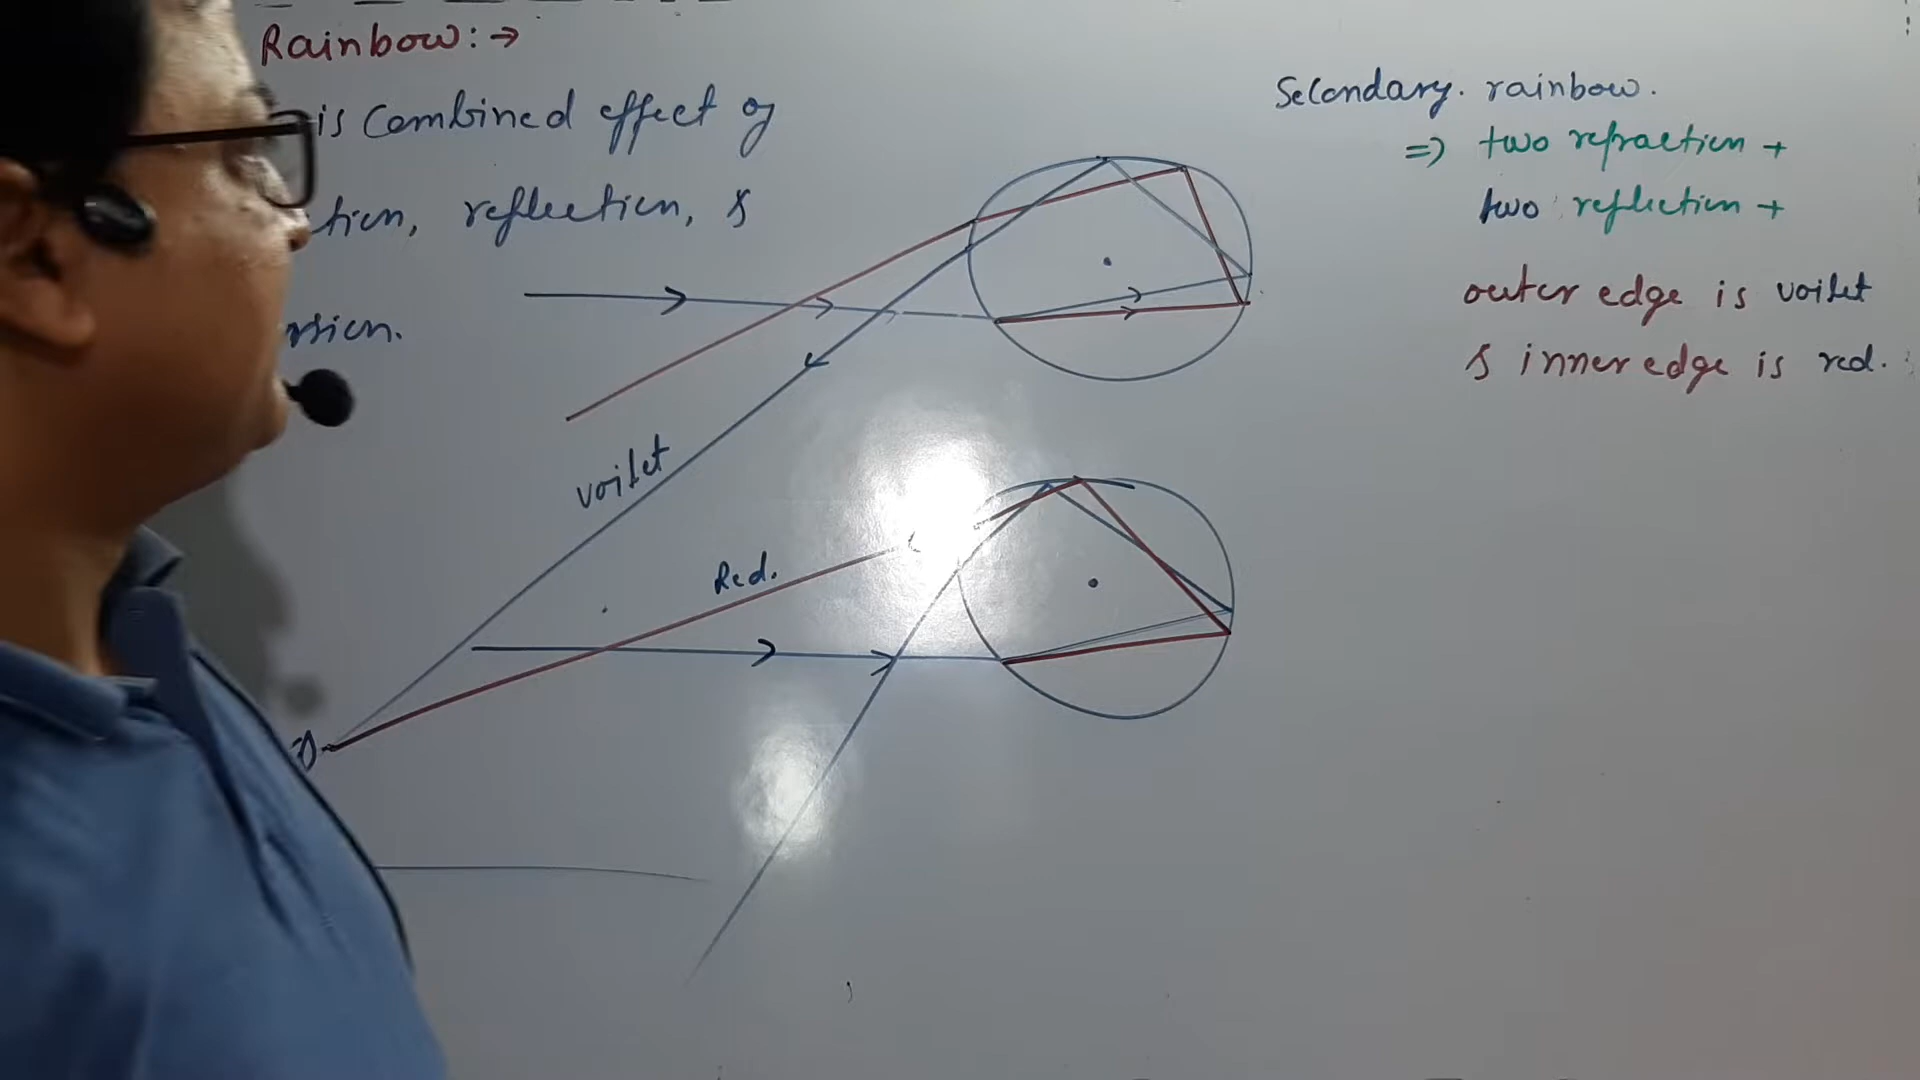 Rainbow:→
is Combined effect of
ction, reflection, &
rsion.
Secondary. rainbow.
=> two refraction +
two reflection +
outer edge is voilet
& inner edge is red.
voilet
Red.